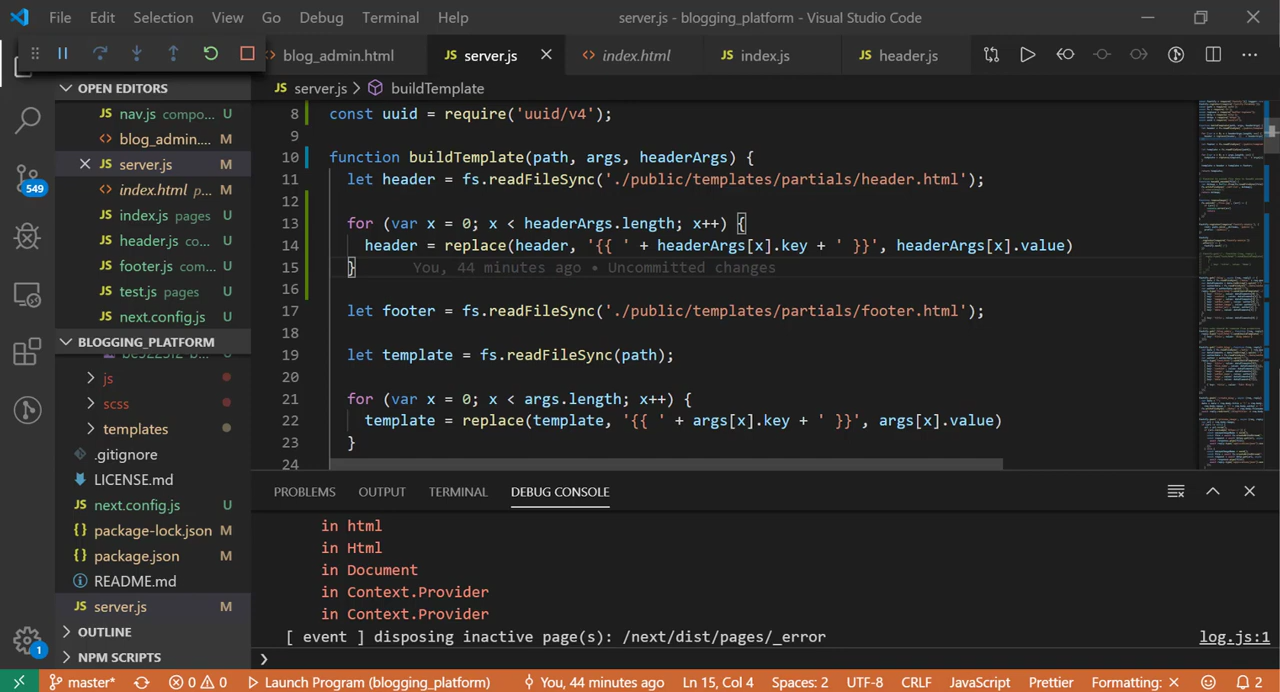 File Edit Selection View Go Debug Terminal Help server.js - blogging_platform - Visual Studio Code
blog_admin.html JS server.js index.html JS index.js JS header.js
OPEN EDITORS
JS server.js > buildTemplate
JS nav.js compo... U
blog_admin.... M
JS server.js M
index.html p... M
JS index.js pages U
JS header.js co... U
JS footer.js com... U
JS test.js pages U
JS next.config.js U
BLOGGING_PLATFORM
js
scss
templates
.gitignore
LICENSE.md
JS next.config.js U
{} package-lock.json M
{} package.json M
README.md
JS server.js M
OUTLINE
NPM SCRIPTS
549
1
8 const uuid = require('uuid/v4');
9
10 function buildTemplate(path, args, headerArgs) {
11 let header = fs.readFileSync('./public/templates/partials/header.html');
12
13 for (var x = 0; x < headerArgs.length; x++) {
14 header = replace(header, '{{ ' + headerArgs[x].key + ' }}', headerArgs[x].value)
15 } You, 44 minutes ago • Uncommitted changes
16
17 let footer = fs.readFileSync('./public/templates/partials/footer.html');
18
19 let template = fs.readFileSync(path);
20
21 for (var x = 0; x < args.length; x++) {
22 template = replace(template, '{{ ' + args[x].key + ' }}', args[x].value)
23 }
24
PROBLEMS OUTPUT TERMINAL DEBUG CONSOLE
in html
in Html
in Document
in Context.Provider
in Context.Provider
[ event ] disposing inactive page(s): /next/dist/pages/_error log.js:1
master* 0 0 Launch Program (blogging_platform) You, 44 minutes ago Ln 15, Col 4 Spaces: 2 UTF-8 CRLF JavaScript Prettier Formatting: × 2